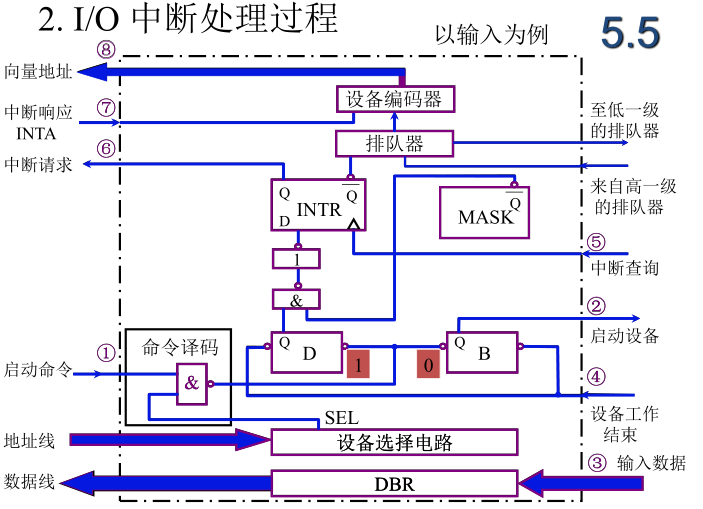 2. I/O 中断处理过程
以输入为例
5.5
⑧
向量地址
设备编码器
中断响应
INTA
⑦
至低一级
的排队器
排队器
⑥
中断请求
来自高一级
的排队器
Q
Q
INTR
D
MASK
Q
⑤
中断查询
1
&
②
启动设备
命令译码
Q
D
Q
B
①
启动命令
1
0
&
④
设备工作
结束
SEL
地址线
设备选择电路
③ 输入数据
数据线
DBR